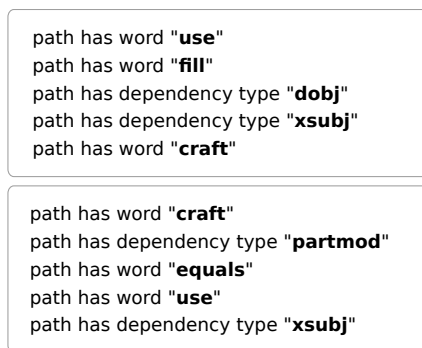 path has word "use"
path has word "fill"
path has dependency type "dobj"
path has dependency type "xsubj"
path has word "craft"
path has word "craft"
path has dependency type "partmod"
path has word "equals"
path has word "use"
path has dependency type "xsubj"